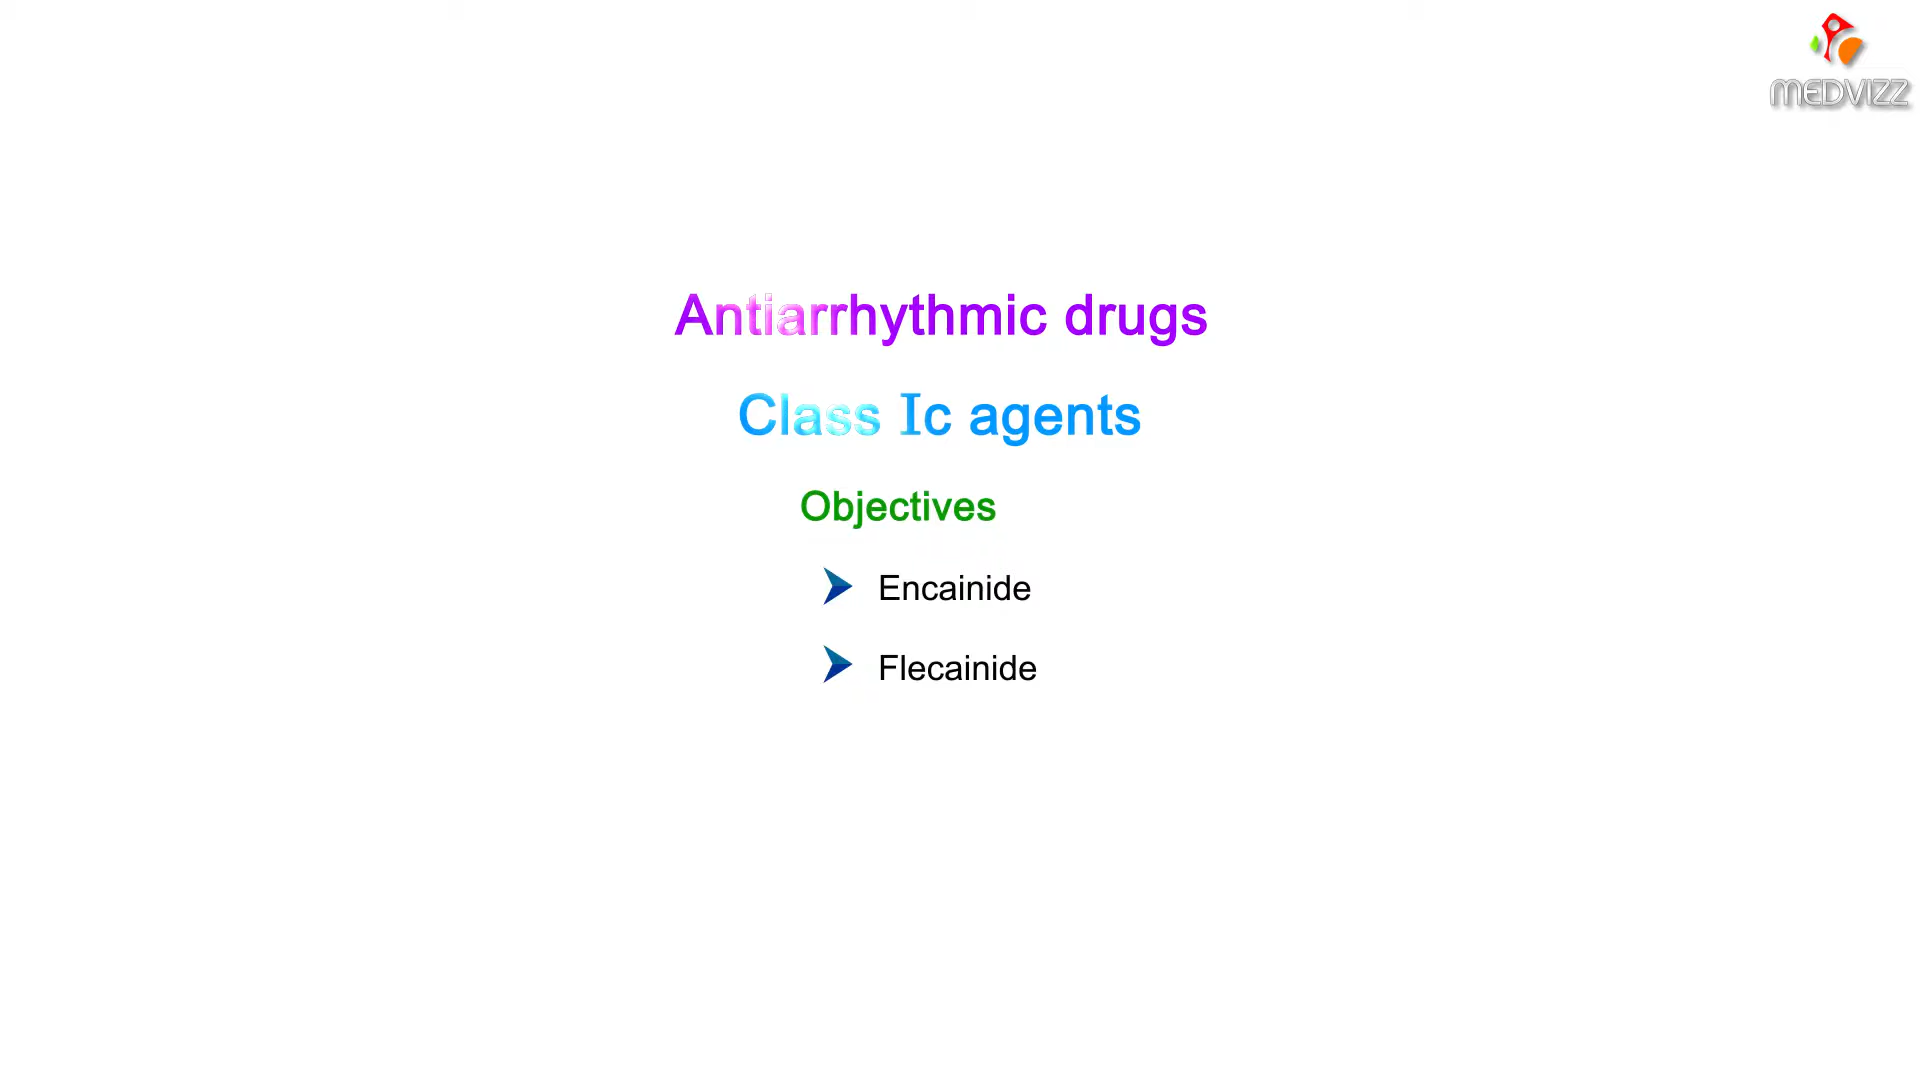 MEDVIZZ
Antiarrhythmic drugs
Class Ic agents
Objectives
Encainide
Flecainide